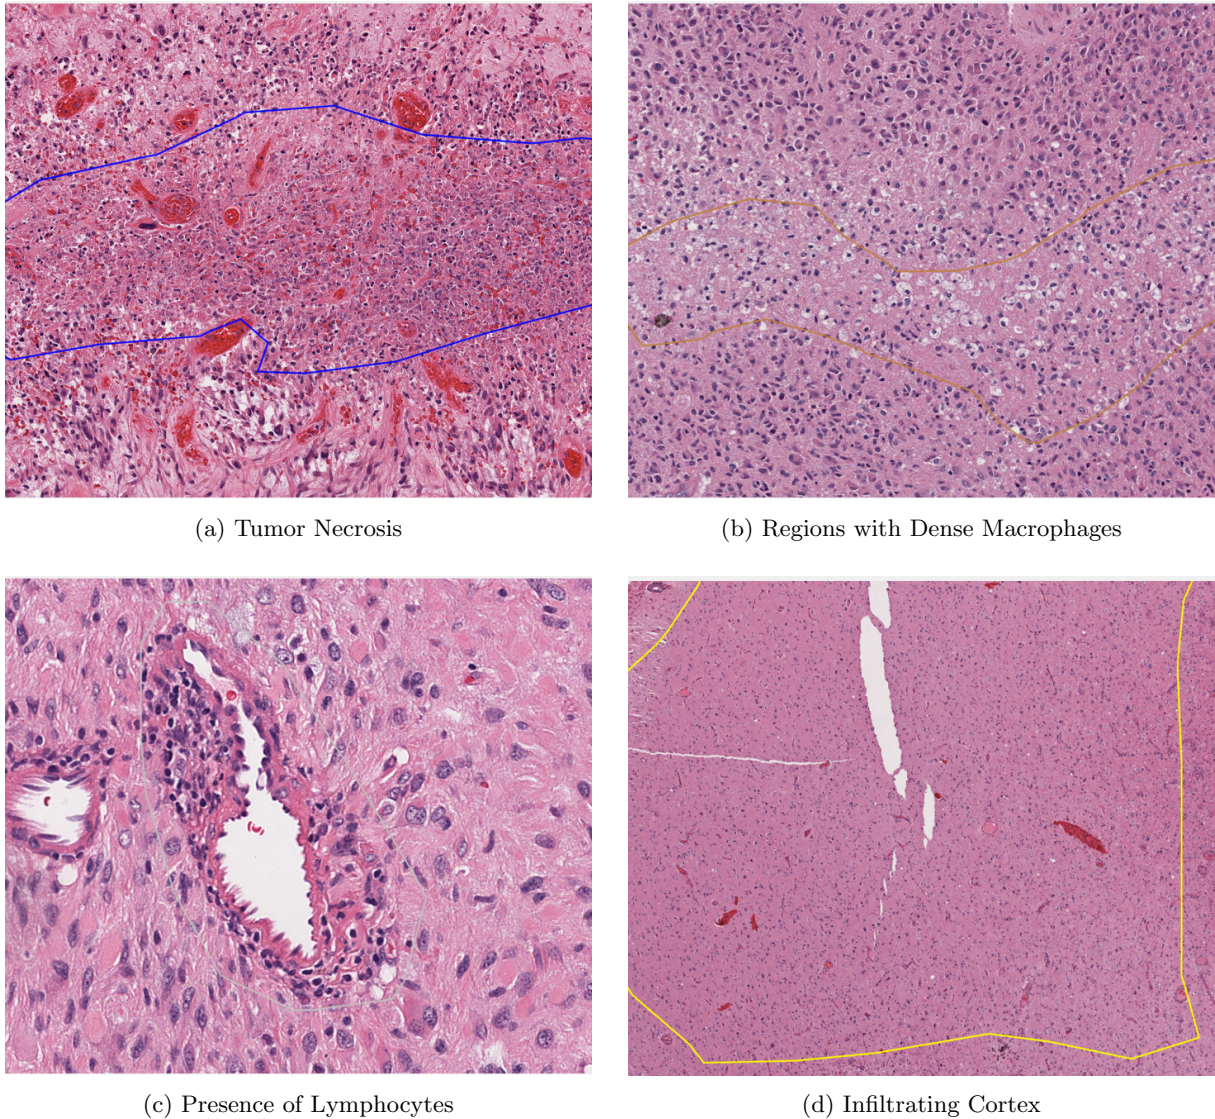 (a) Tumor Necrosis
(b) Regions with Dense Macrophages
(c) Presence of Lymphocytes
(d) Infiltrating Cortex